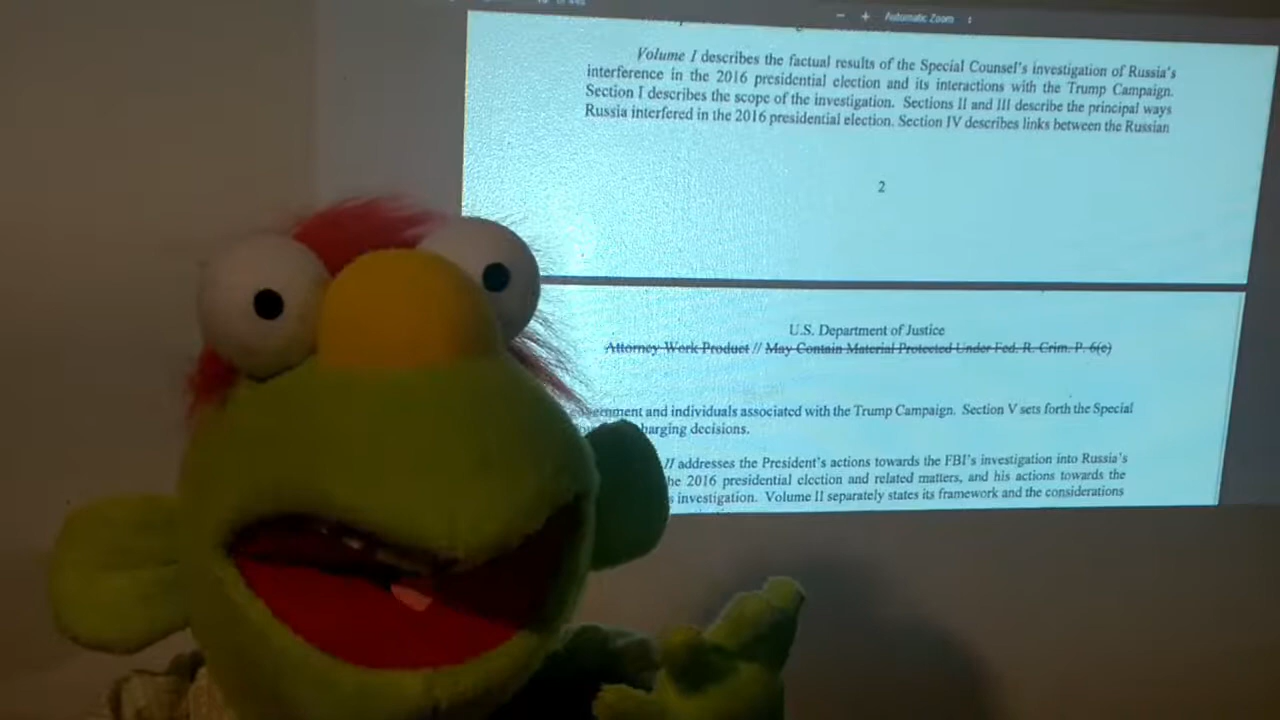 − + Automatic Zoom
Volume I describes the factual results of the Special Counsel's investigation of Russia's
interference in the 2016 presidential election and its interactions with the Trump Campaign.
Section I describes the scope of the investigation. Sections II and III describe the principal ways
Russia interfered in the 2016 presidential election. Section IV describes links between the Russian
2
U.S. Department of Justice
Attorney Work Product // May Contain Material Protected Under Fed. R. Crim. P. 6(e)
ernment and individuals associated with the Trump Campaign. Section V sets forth the Special
harging decisions.
addresses the President's actions towards the FBI's investigation into Russia's
he 2016 presidential election and related matters, and his actions towards the
investigation. Volume II separately states its framework and the considerations